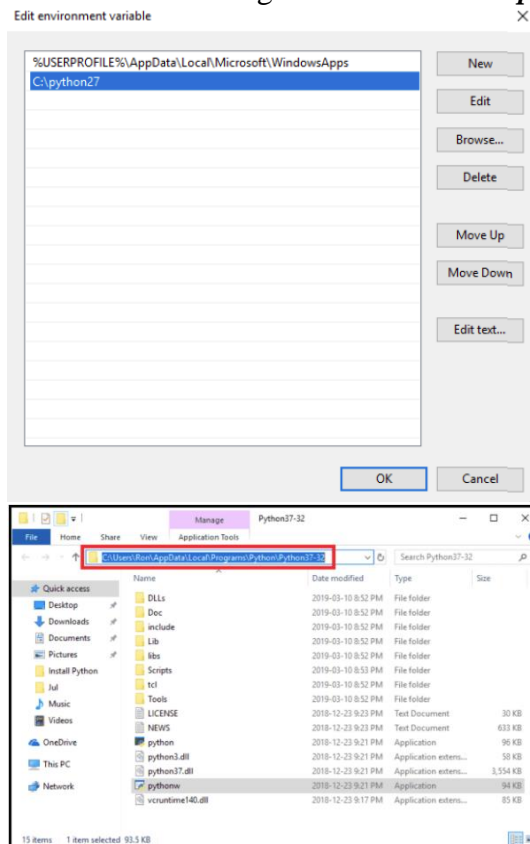 Edit environment variable
%USERPROFILE%\AppData\Local\Microsoft\WindowsApps
C:\python27
New
Edit
Browse...
Delete
Move Up
Move Down
Edit text...
OK
Cancel
Manage Python37-32
File Home Share View Application Tools
C:\Users\Ron\AppData\Local\Programs\Python\Python37-32 Search Python37-32
Name Date modified Type Size
Quick access
Desktop
Downloads
Documents
Pictures
Install Python
Jul
Music
Videos
OneDrive
This PC
Network
DLLs 2019-03-10 8:52 PM File folder
Doc 2019-03-10 8:52 PM File folder
include 2019-03-10 8:52 PM File folder
Lib 2019-03-10 8:52 PM File folder
libs 2019-03-10 8:52 PM File folder
Scripts 2019-03-10 8:53 PM File folder
tcl 2019-03-10 8:52 PM File folder
Tools 2019-03-10 8:52 PM File folder
LICENSE 2018-12-23 9:23 PM Text Document 30 KB
NEWS 2018-12-23 9:23 PM Text Document 633 KB
python 2018-12-23 9:21 PM Application 96 KB
python3.dll 2018-12-23 9:21 PM Application extens... 58 KB
python37.dll 2018-12-23 9:21 PM Application extens... 3,554 KB
pythonw 2018-12-23 9:21 PM Application 94 KB
vcruntime140.dll 2018-12-23 9:17 PM Application extens... 85 KB
15 items 1 item selected 93.5 KB